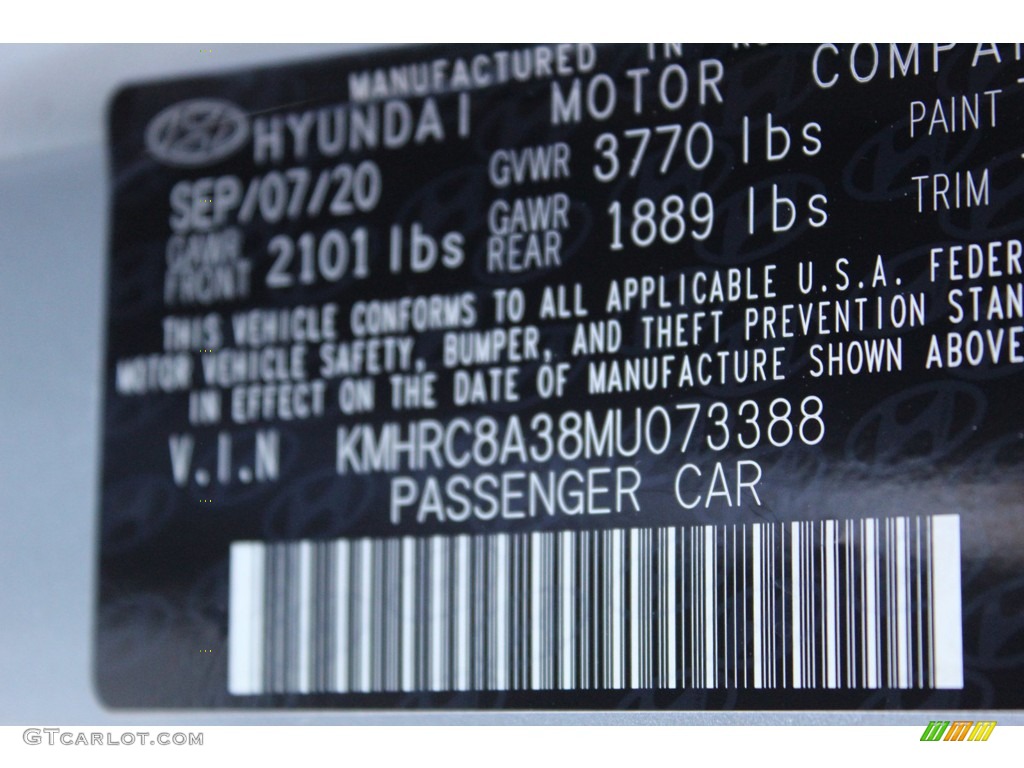 MANUFACTURED IN
HYUNDAI MOTOR COMPA
SEP/07/20 GVWR 3770 lbs PAINT
GAWR FRONT 2101 lbs GAWR REAR 1889 lbs TRIM
THIS VEHICLE CONFORMS TO ALL APPLICABLE U.S.A. FEDER
MOTOR VEHICLE SAFETY, BUMPER, AND THEFT PREVENTION STAN
IN EFFECT ON THE DATE OF MANUFACTURE SHOWN ABOVE
V.I.N KMHRC8A38MU073388
PASSENGER CAR
GTcarlot.com